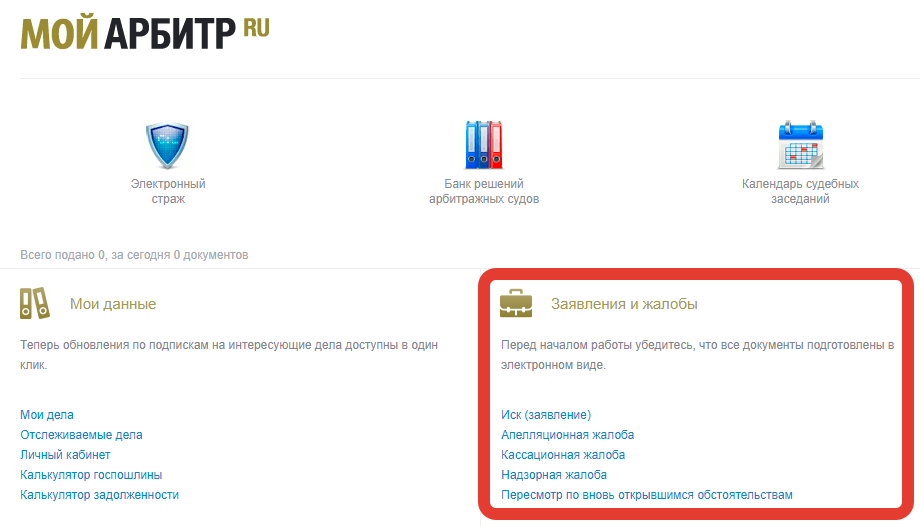 МОЙ АРБИТР RU
Электронный
страж
Банк решений
арбитражных судов
Календарь судебных
заседаний
Всего подано 0, за сегодня 0 документов
Мои данные
Теперь обновления по подпискам на интересующие дела доступны в один
клик.
Мои дела
Отслеживаемые дела
Личный кабинет
Калькулятор госпошлины
Калькулятор задолженности
Заявления и жалобы
Перед началом работы убедитесь, что все документы подготовлены в
электронном виде.
Иск (заявление)
Апелляционная жалоба
Кассационная жалоба
Надзорная жалоба
Пересмотр по вновь открывшимся обстоятельствам